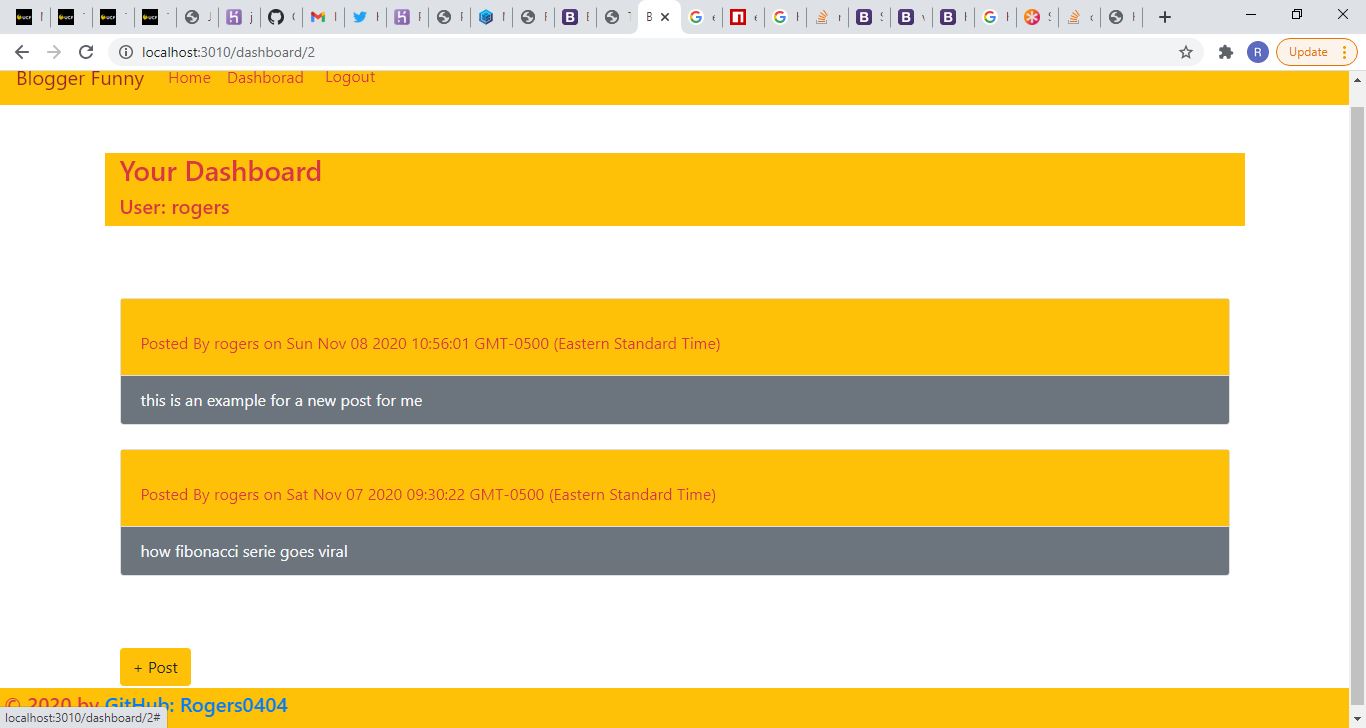 localhost:3010/dashboard/2
Update
Blogger Funny Home Dashborad Logout
Your Dashboard
User: rogers
Posted By rogers on Sun Nov 08 2020 10:56:01 GMT-0500 (Eastern Standard Time)
this is an example for a new post for me
Posted By rogers on Sat Nov 07 2020 09:30:22 GMT-0500 (Eastern Standard Time)
how fibonacci serie goes viral
+ Post
© 2020 by GitHub: Rogers0404
localhost:3010/dashboard/2#